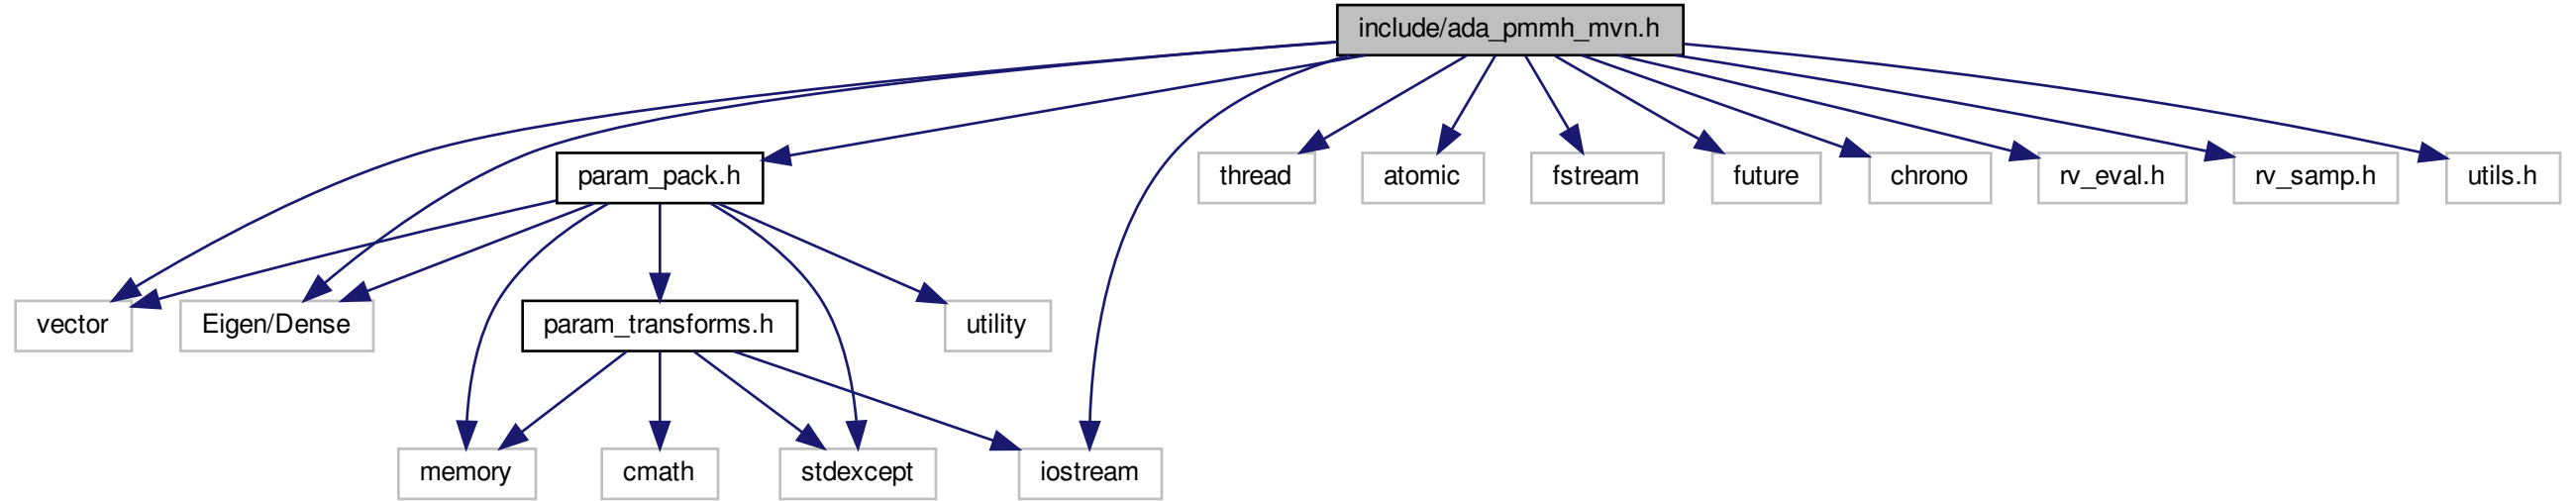 include/ada_pmmh_mvn.h
param_pack.h
thread
atomic
fstream
future
chrono
rv_eval.h
rv_samp.h
utils.h
vector
Eigen/Dense
param_transforms.h
utility
memory
cmath
stdexcept
iostream